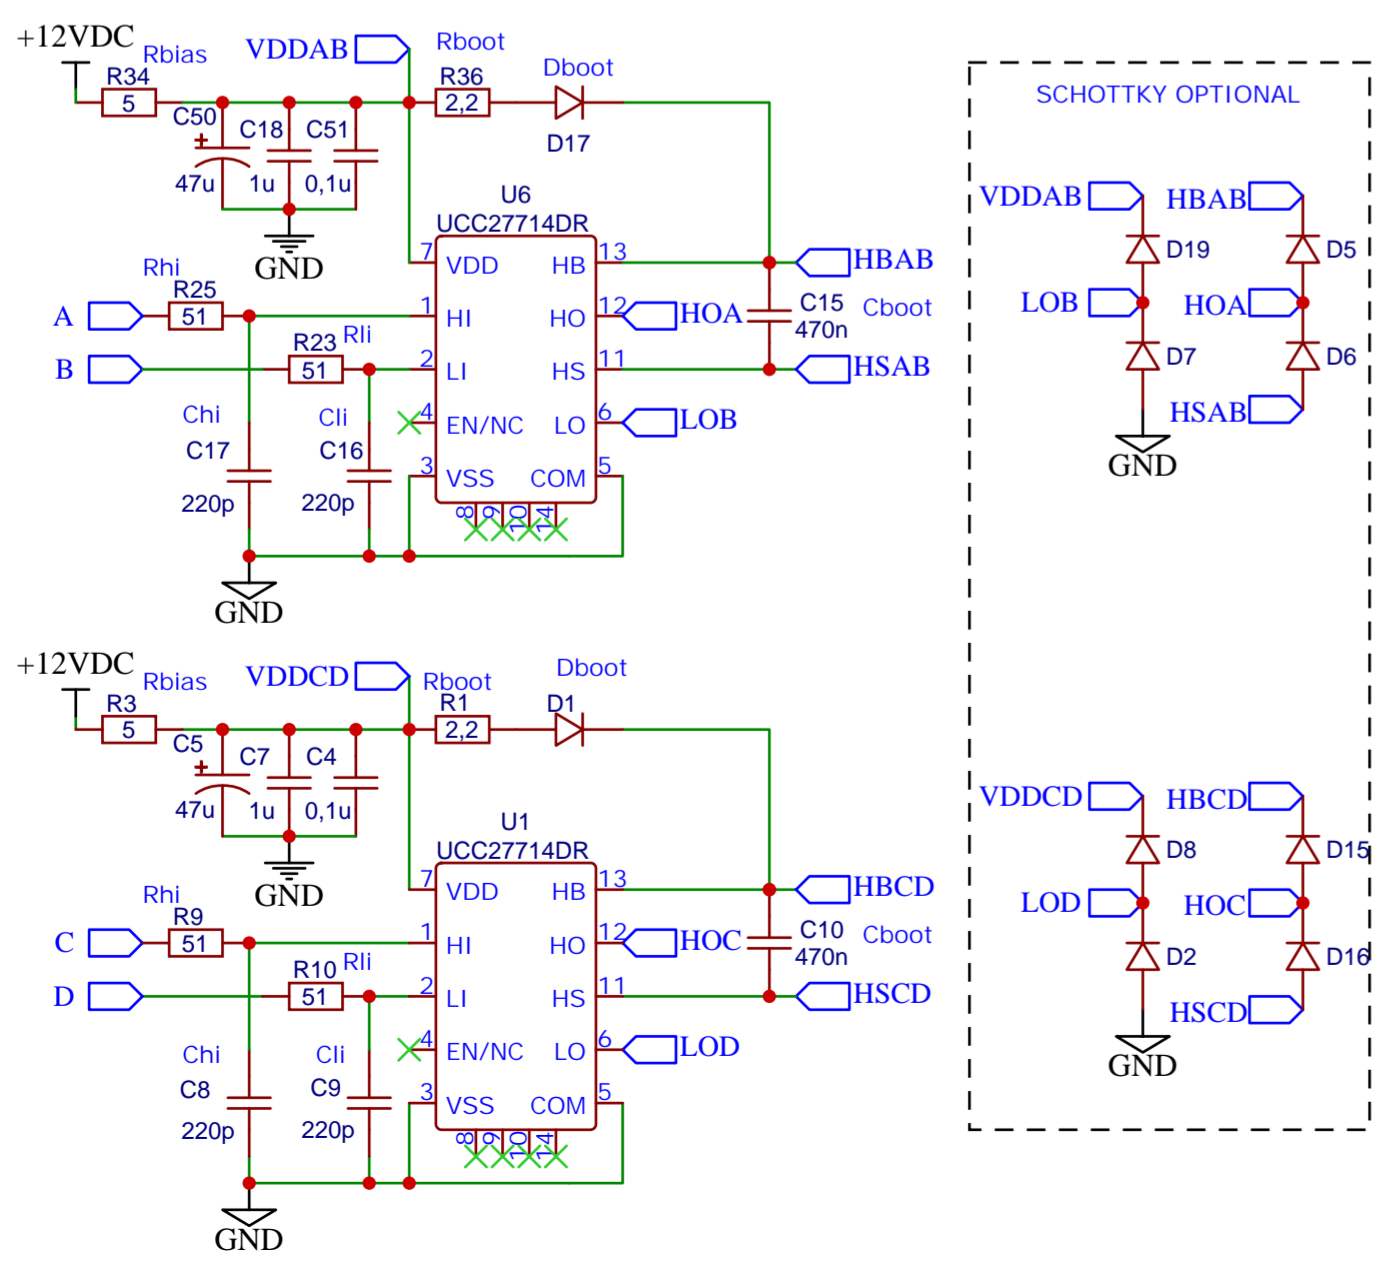 +12VDC
Rbias
VDDAB
Rboot
Dboot
R34
5
R36
2,2
D17
C50
47u
C18
1u
C51
0,1u
GND
U6
UCC27714DR
7 VDD HB 13
1 HI HO 12
2 LI HS 11
4 EN/NC LO 6
3 VSS COM 5
8 9 10 14
HBAB
HOA
C15
470n
Cboot
HSAB
LOB
Rhi
R25
51
A
Rli
R23
51
B
Chi
C17
220p
Cli
C16
220p
GND
+12VDC
Rbias
VDDCD
Rboot
Dboot
R3
5
R1
2,2
D1
C5
47u
C7
1u
C4
0,1u
GND
U1
UCC27714DR
7 VDD HB 13
1 HI HO 12
2 LI HS 11
4 EN/NC LO 6
3 VSS COM 5
8 9 10 14
HBCD
HOC
C10
470n
Cboot
HSCD
LOD
Rhi
R9
51
C
Rli
R10
51
D
Chi
C8
220p
Cli
C9
220p
GND
SCHOTTKY OPTIONAL
VDDAB
HBAB
D19
D5
LOB
HOA
D7
D6
HSAB
GND
VDDCD
HBCD
D8
D15
LOD
HOC
D2
D16
HSCD
GND